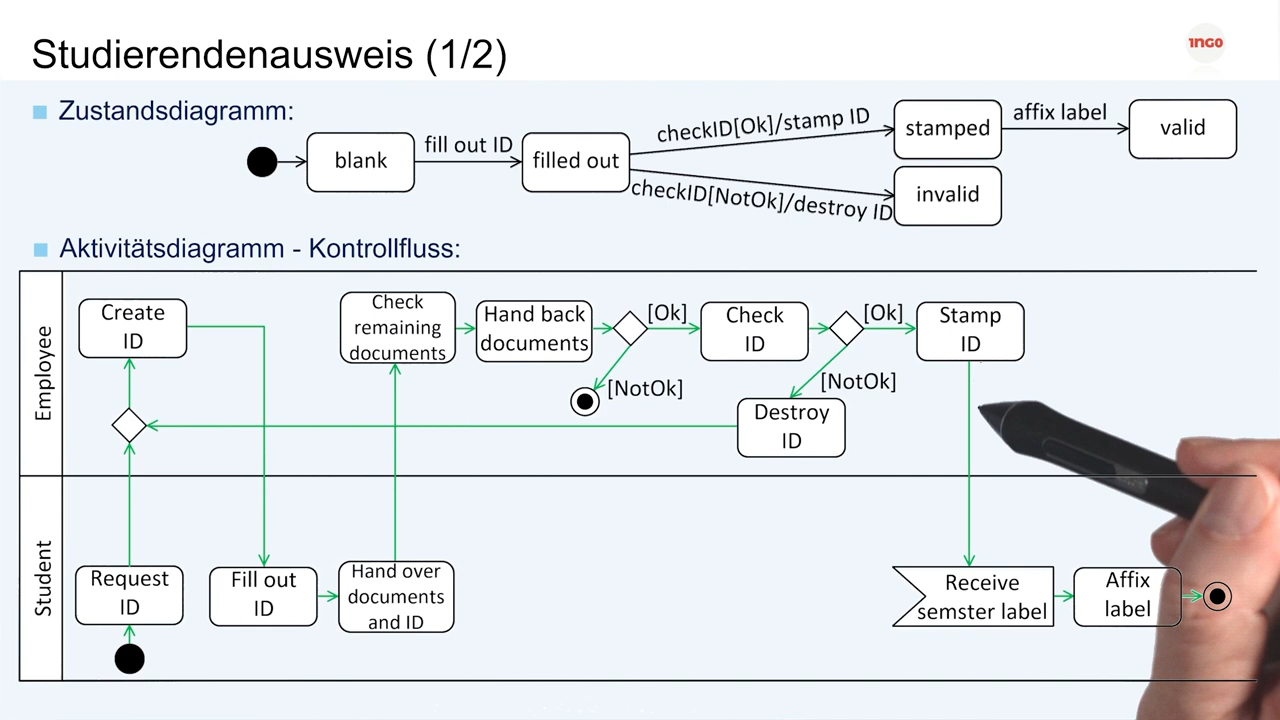 Studierendenausweis (1/2)
1NGO
Zustandsdiagramm:
blank
fill out ID
filled out
checkID[Ok]/stamp ID
stamped
affix label
valid
checkID[NotOk]/destroy ID
invalid
Aktivitätsdiagramm - Kontrollfluss:
Employee
Create
ID
Check
remaining
documents
Hand back
documents
[Ok]
[NotOk]
Check
ID
[Ok]
[NotOk]
Stamp
ID
Destroy
ID
Student
Request
ID
Fill out
ID
Hand over
documents
and ID
Receive
semster label
Affix
label